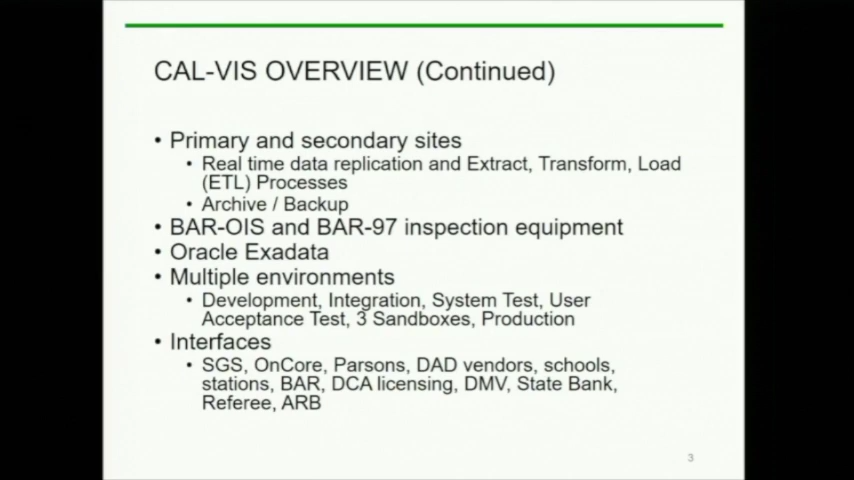 CAL-VIS OVERVIEW (Continued)
• Primary and secondary sites
• Real time data replication and Extract, Transform, Load
(ETL) Processes
• Archive / Backup
• BAR-OIS and BAR-97 inspection equipment
• Oracle Exadata
• Multiple environments
• Development, Integration, System Test, User
Acceptance Test, 3 Sandboxes, Production
• Interfaces
• SGS, OnCore, Parsons, DAD vendors, schools,
stations, BAR, DCA licensing, DMV, State Bank,
Referee, ARB
3